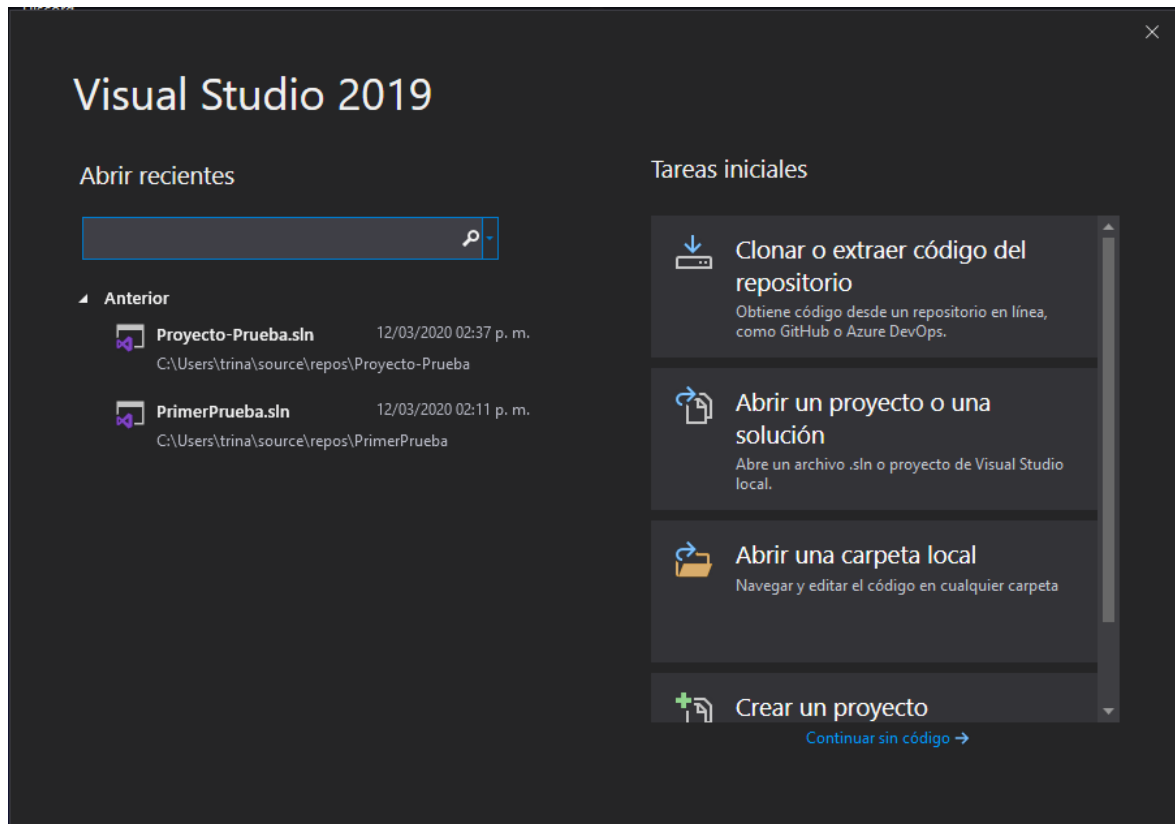 Visual Studio 2019
Abrir recientes
Anterior
Proyecto-Prueba.sln 12/03/2020 02:37 p. m.
C:\Users\trina\source\repos\Proyecto-Prueba
PrimerPrueba.sln 12/03/2020 02:11 p. m.
C:\Users\trina\source\repos\PrimerPrueba
Tareas iniciales
Clonar o extraer código del
repositorio
Obtiene código desde un repositorio en línea,
como GitHub o Azure DevOps.
Abrir un proyecto o una
solución
Abre un archivo .sln o proyecto de Visual Studio
local.
Abrir una carpeta local
Navegar y editar el código en cualquier carpeta
Crear un proyecto
Continuar sin código →